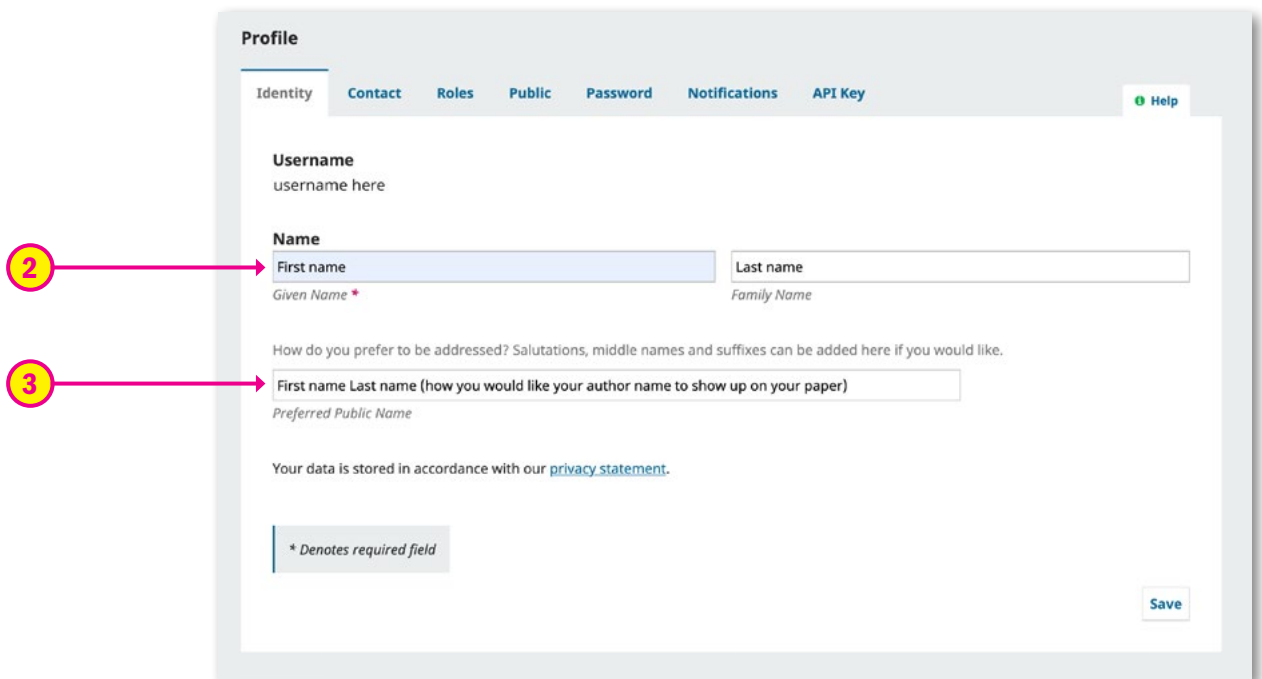 Profile
Identity Contact Roles Public Password Notifications API Key
Help
Username
username here
Name
2
First name Last name
Given Name * Family Name
How do you prefer to be addressed? Salutations, middle names and suffixes can be added here if you would like.
3
First name Last name (how you would like your author name to show up on your paper)
Preferred Public Name
Your data is stored in accordance with our privacy statement.
* Denotes required field
Save